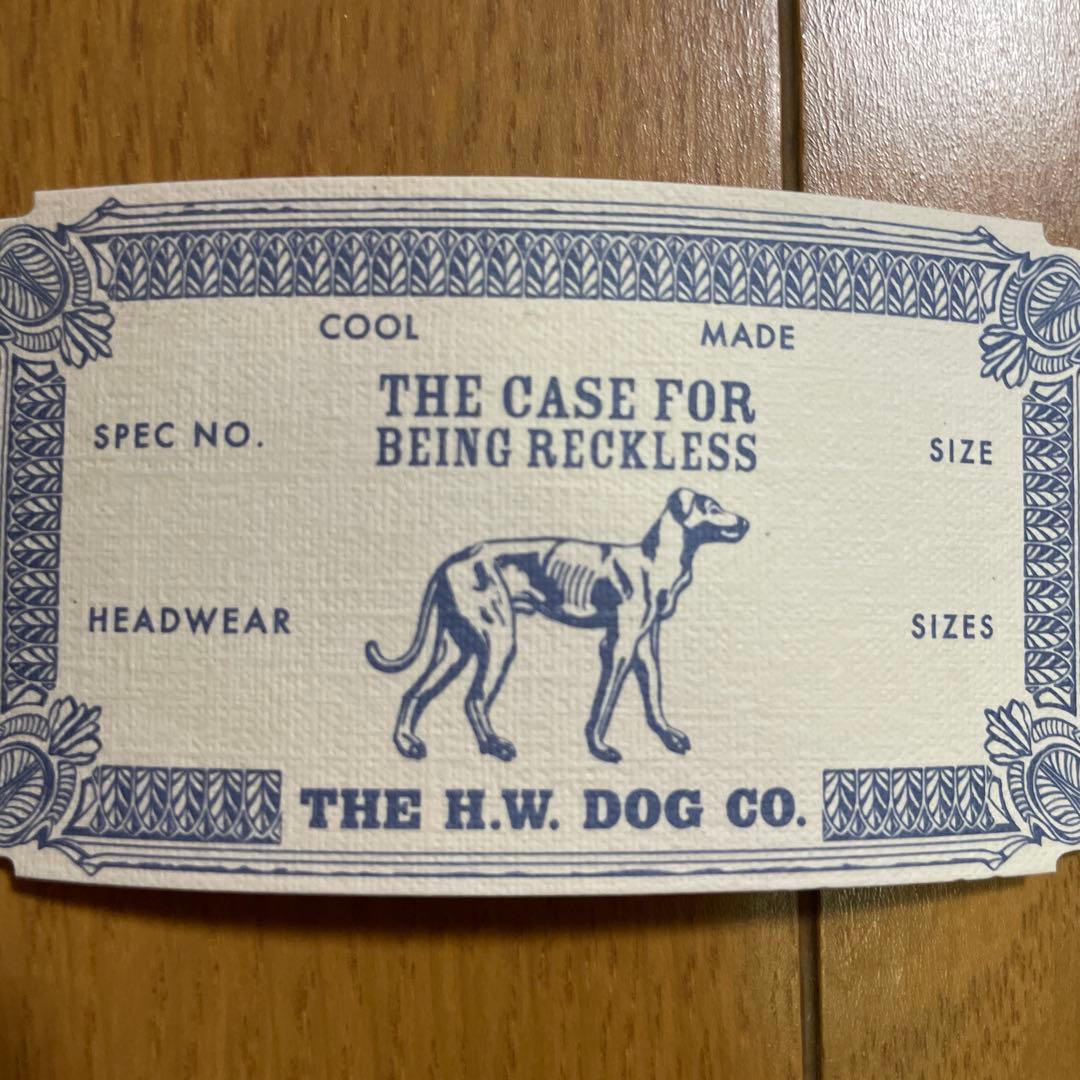 COOL MADE
THE CASE FOR
BEING RECKLESS
SPEC NO. SIZE
HEADWEAR SIZES
THE H.W. DOG CO.